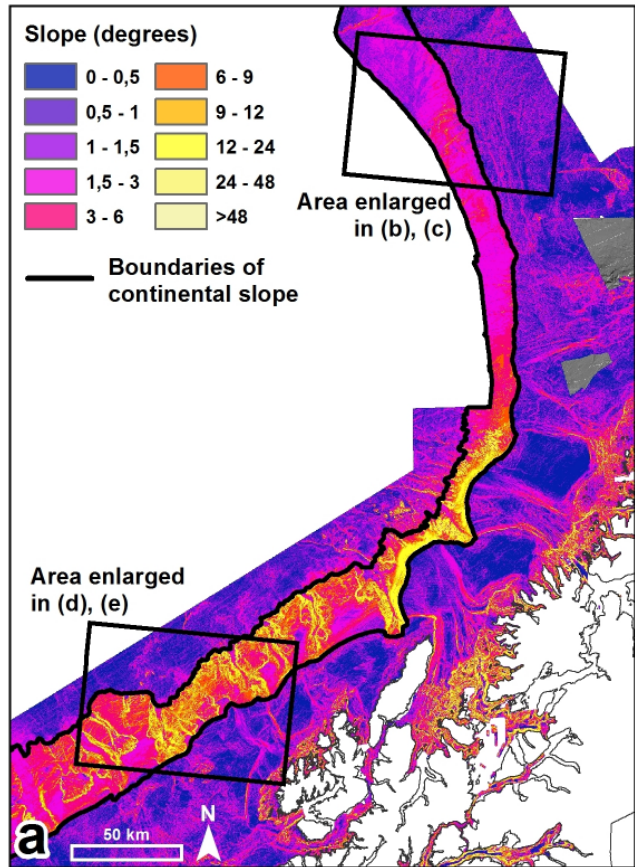 Slope (degrees)
0 - 0,5
0,5 - 1
1 - 1,5
1,5 - 3
3 - 6
6 - 9
9 - 12
12 - 24
24 - 48
>48
Boundaries of
continental slope
Area enlarged
in (b), (c)
Area enlarged
in (d), (e)
a
50 km
N